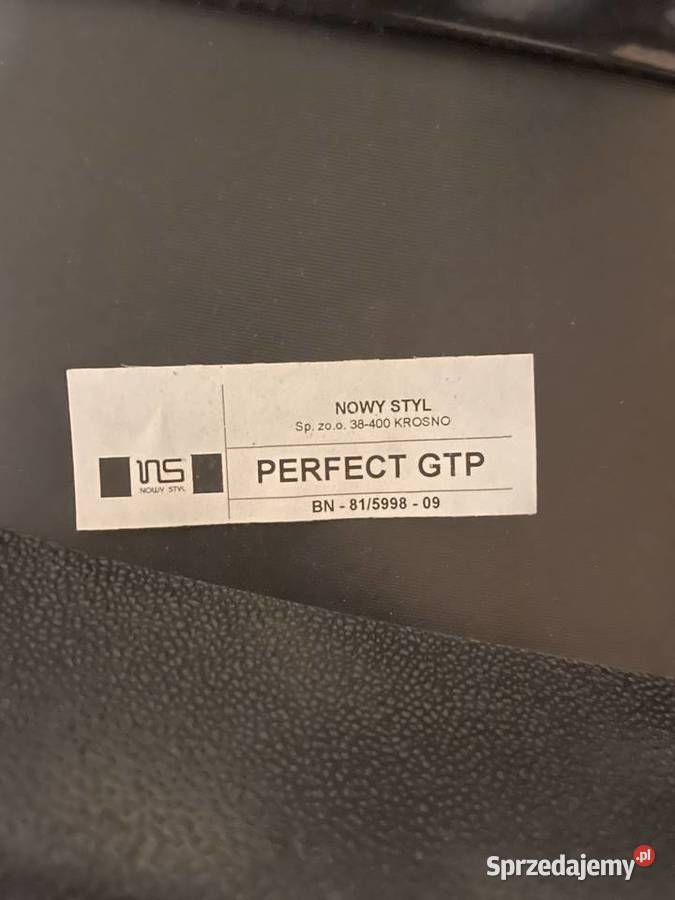 NS
NOWY STYL
NOWY STYL
Sp. zo.o. 38-400 KROSNO
PERFECT GTP
BN - 81/5998 - 09
Sprzedajemy.pl